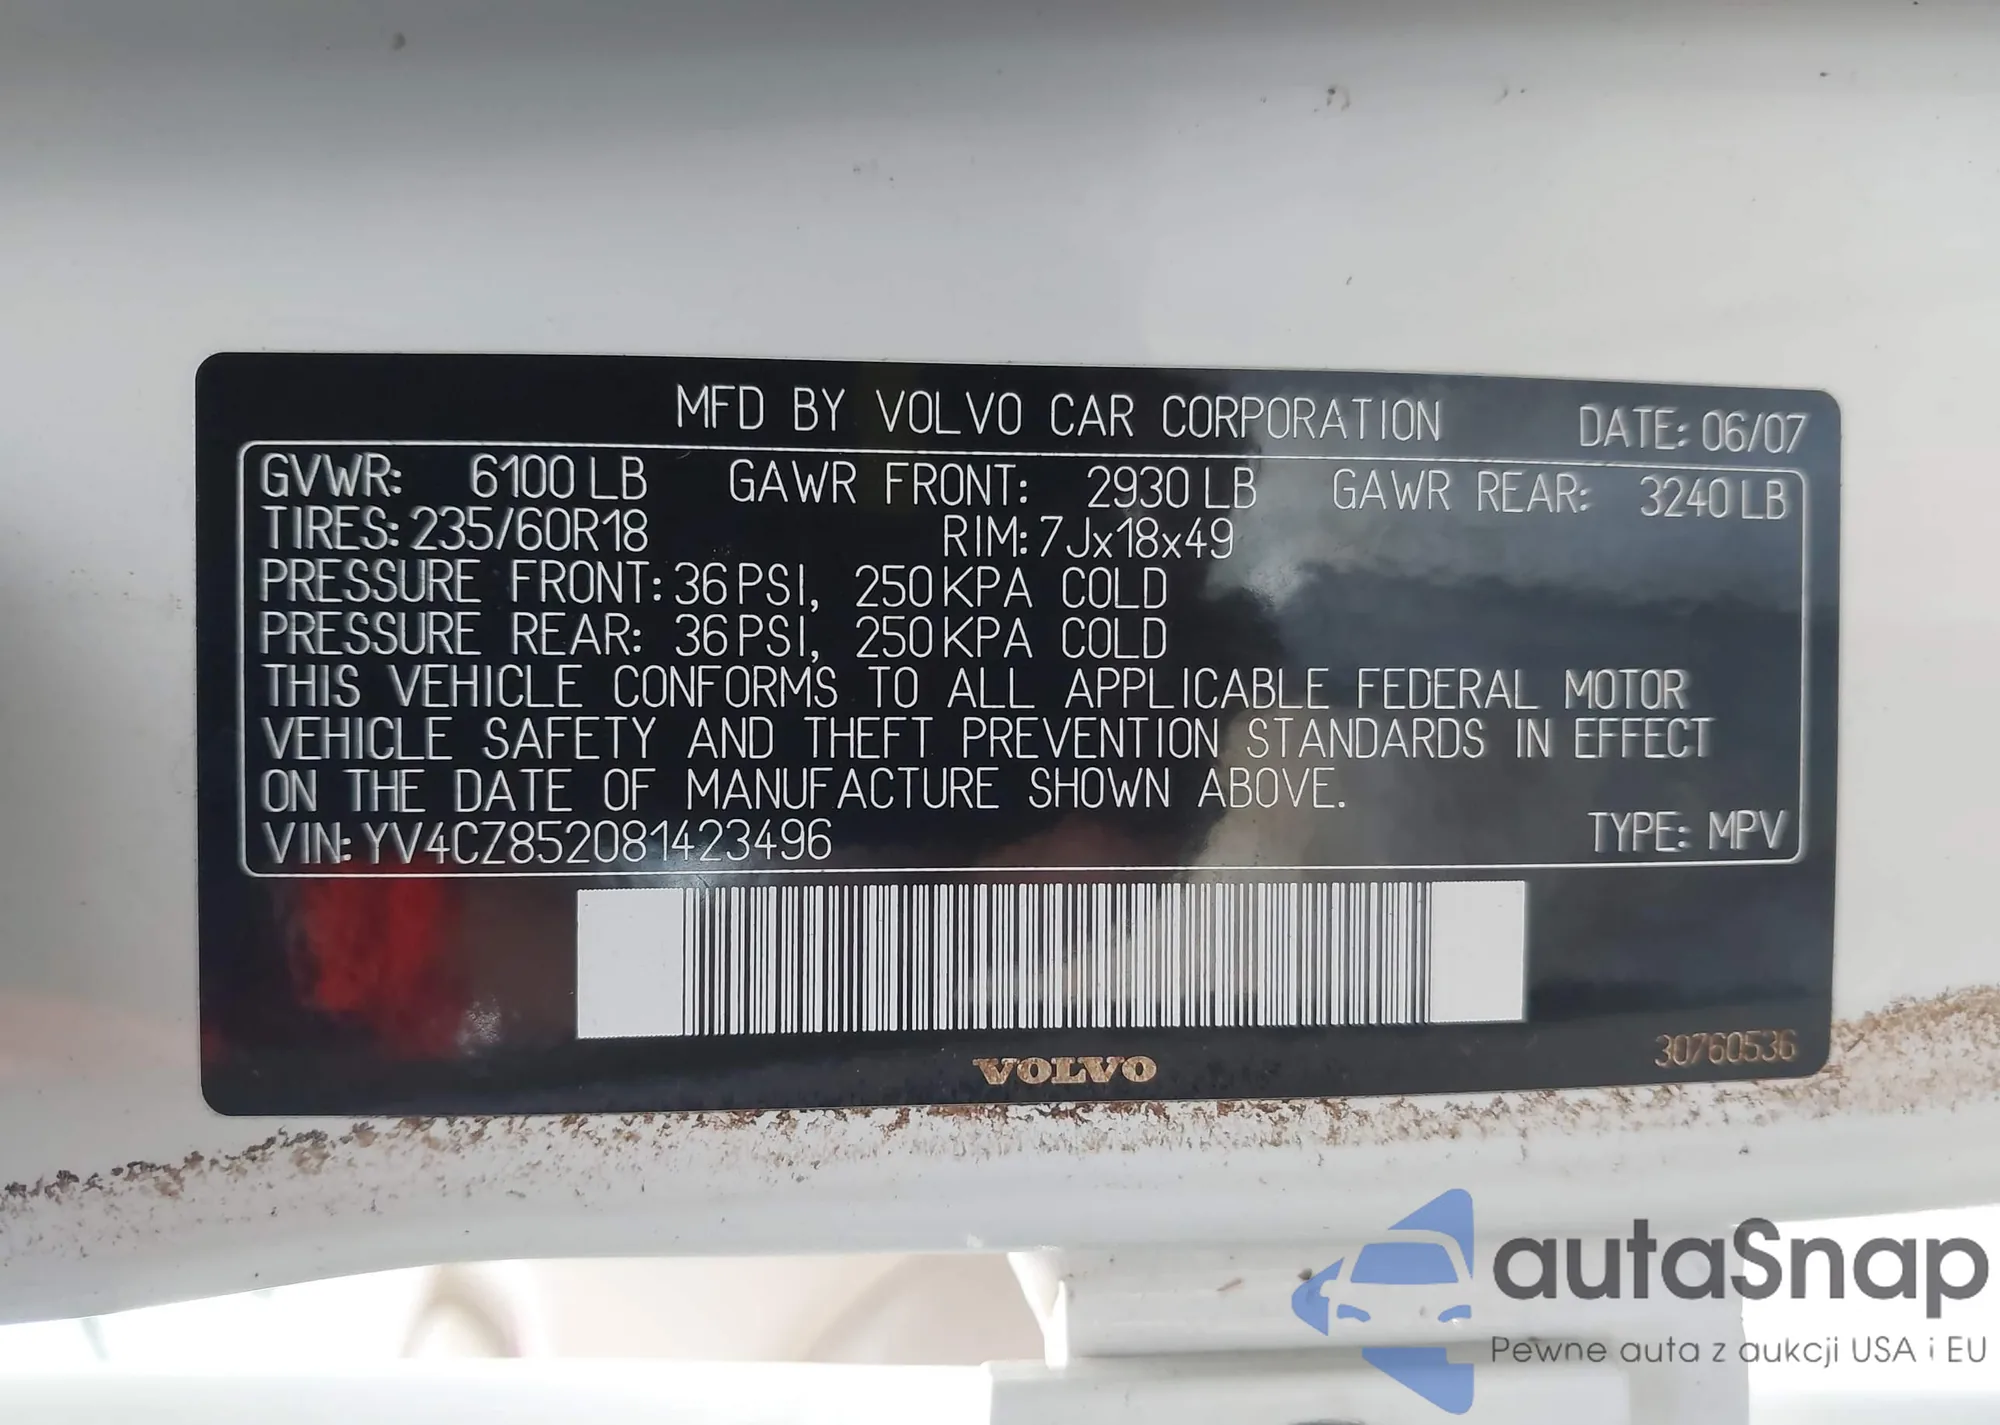 MFD BY VOLVO CAR CORPORATION DATE: 06/07
GVWR: 6100 LB GAWR FRONT: 2930 LB GAWR REAR: 3240 LB
TIRES: 235/60R18 RIM: 7Jx18x49
PRESSURE FRONT: 36 PSI, 250 KPA COLD
PRESSURE REAR: 36 PSI, 250 KPA COLD
THIS VEHICLE CONFORMS TO ALL APPLICABLE FEDERAL MOTOR
VEHICLE SAFETY AND THEFT PREVENTION STANDARDS IN EFFECT
ON THE DATE OF MANUFACTURE SHOWN ABOVE.
VIN: YV4CZ852081423496 TYPE: MPV
VOLVO 30760536
autaSnap
Pewne auta z aukcji USA i EU